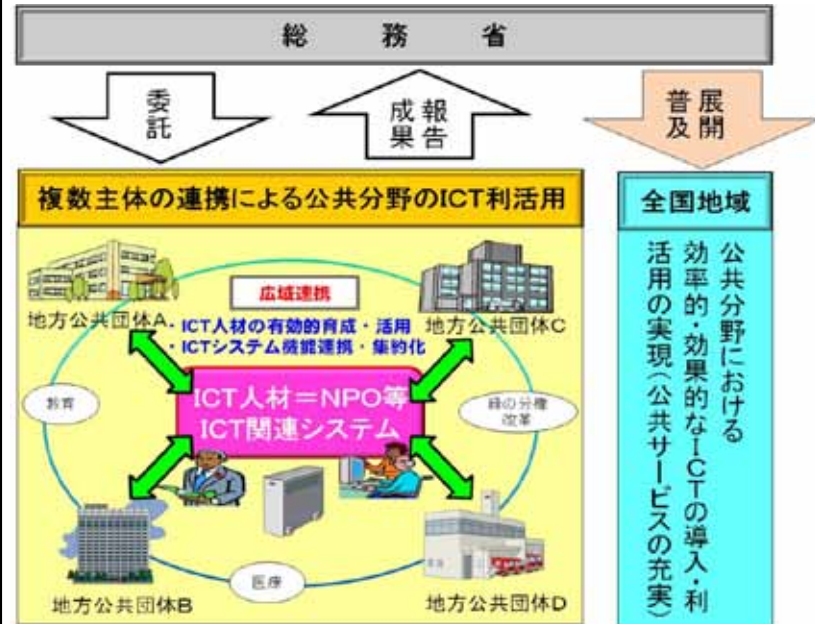 総務省
委託
成果
報告
普及
展開
複数主体の連携による公共分野のICT利活用
全国地域
広域連携
地方公共団体A
・ICT人材の有効的育成・活用
・ICTシステム機能連携・集約化
地方公共団体C
教育
ICT人材=NPO等
ICT関連システム
緑の分権
改革
地方公共団体B
医療
地方公共団体D
公共分野における
効率的・効果的なICTの導入・利
活用の実現(公共サービスの充実)